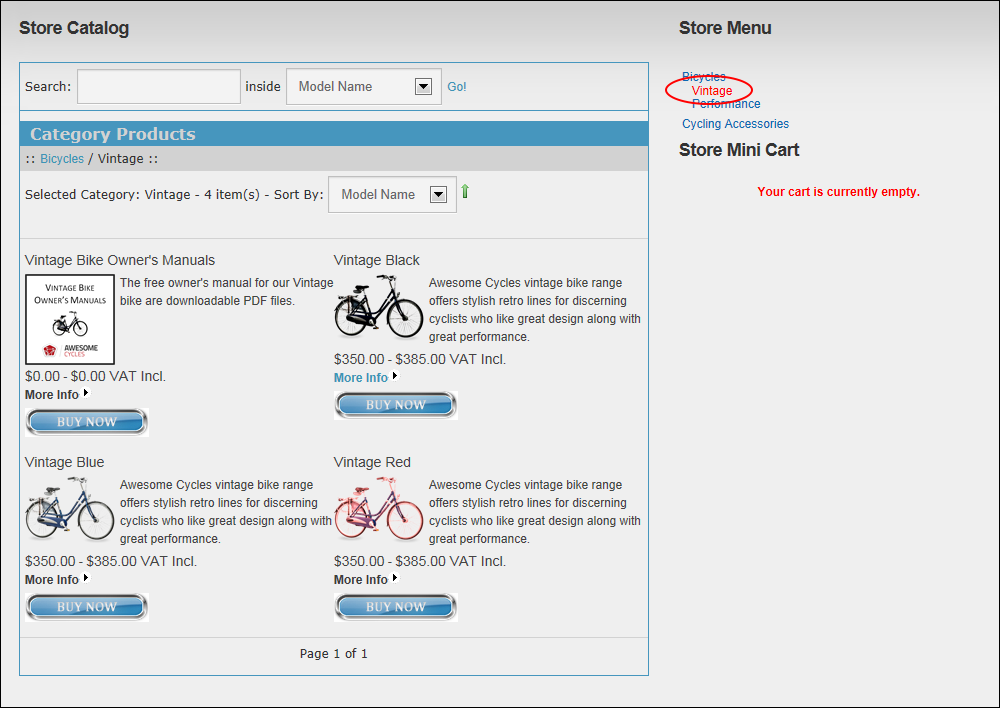 Store Catalog
Search: inside Model Name Go!
Category Products
:: Bicycles / Vintage ::
Selected Category: Vintage - 4 item(s) - Sort By: Model Name
Vintage Bike Owner's Manuals
VINTAGE BIKE
OWNER'S MANUALS
AWESOME
CYCLES
The free owner's manual for our Vintage
bike are downloadable PDF files.
$0.00 - $0.00 VAT Incl.
More Info
BUY NOW
Vintage Black
Awesome Cycles vintage bike range
offers stylish retro lines for discerning
cyclists who like great design along with
great performance.
$350.00 - $385.00 VAT Incl.
More Info
BUY NOW
Vintage Blue
Awesome Cycles vintage bike range
offers stylish retro lines for discerning
cyclists who like great design along with
great performance.
$350.00 - $385.00 VAT Incl.
More Info
BUY NOW
Vintage Red
Awesome Cycles vintage bike range
offers stylish retro lines for discerning
cyclists who like great design along with
great performance.
$350.00 - $385.00 VAT Incl.
More Info
BUY NOW
Page 1 of 1
Store Menu
Bicycles
Vintage
Performance
Cycling Accessories
Store Mini Cart
Your cart is currently empty.